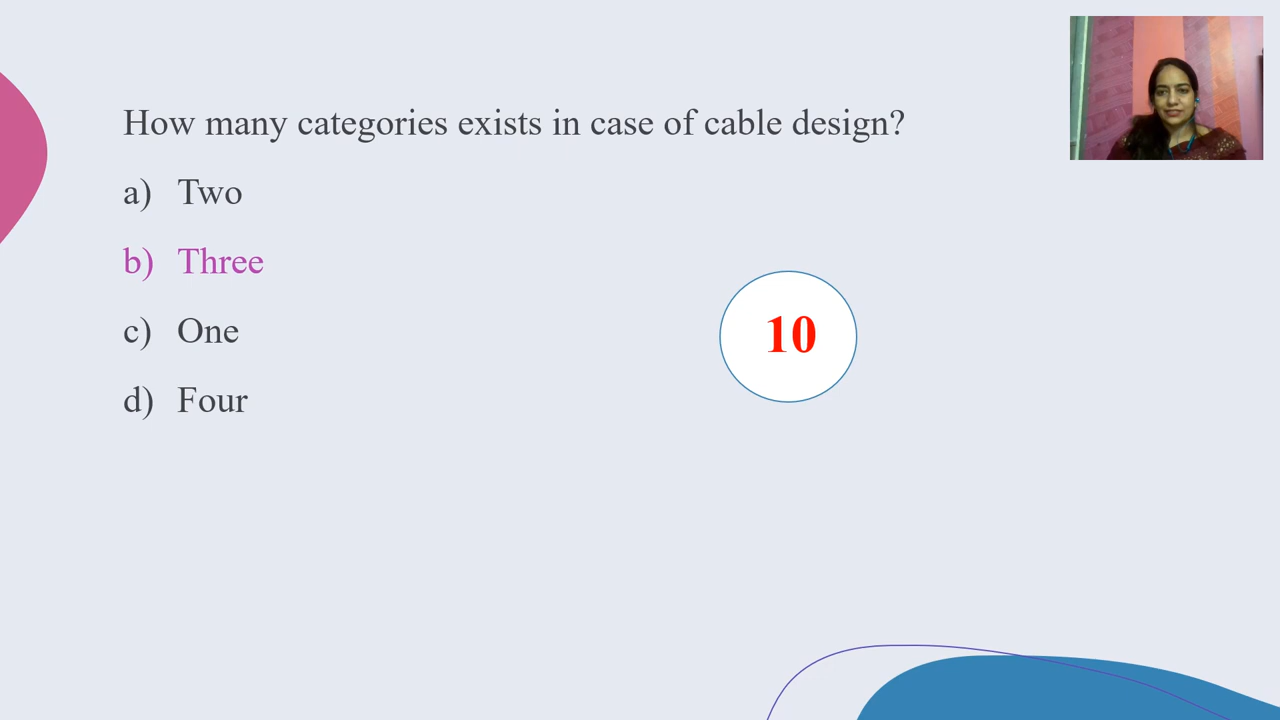 How many categories exists in case of cable design?
a) Two
b) Three
10
c) One
d) Four